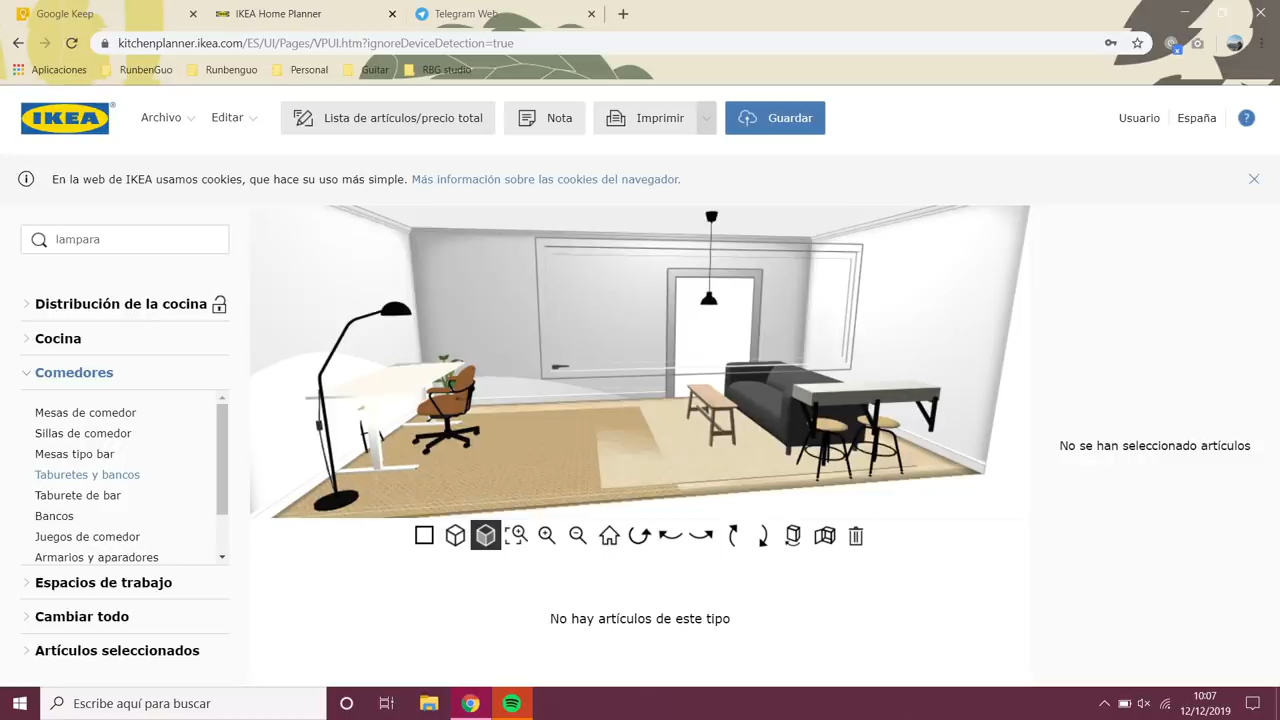 Google Keep
IKEA Home Planner
Telegram Web
kitchenplanner.ikea.com/ES/UI/Pages/VPUI.htm?ignoreDeviceDetection=true
Aplicaciones
RunbenGuo
Runbenguo
Personal
Guitar
RBG studio
IKEA
Archivo
Editar
Lista de artículos/precio total
Nota
Imprimir
Guardar
Usuario
España
?
En la web de IKEA usamos cookies, que hace su uso más simple. Más información sobre las cookies del navegador.
lampara
Distribución de la cocina
Cocina
Comedores
Mesas de comedor
Sillas de comedor
Mesas tipo bar
Taburetes y bancos
Taburete de bar
Bancos
Juegos de comedor
Armarios y aparadores
Espacios de trabajo
Cambiar todo
Artículos seleccionados
No se han seleccionado artículos
No hay artículos de este tipo
Escribe aquí para buscar
10:07
12/12/2019